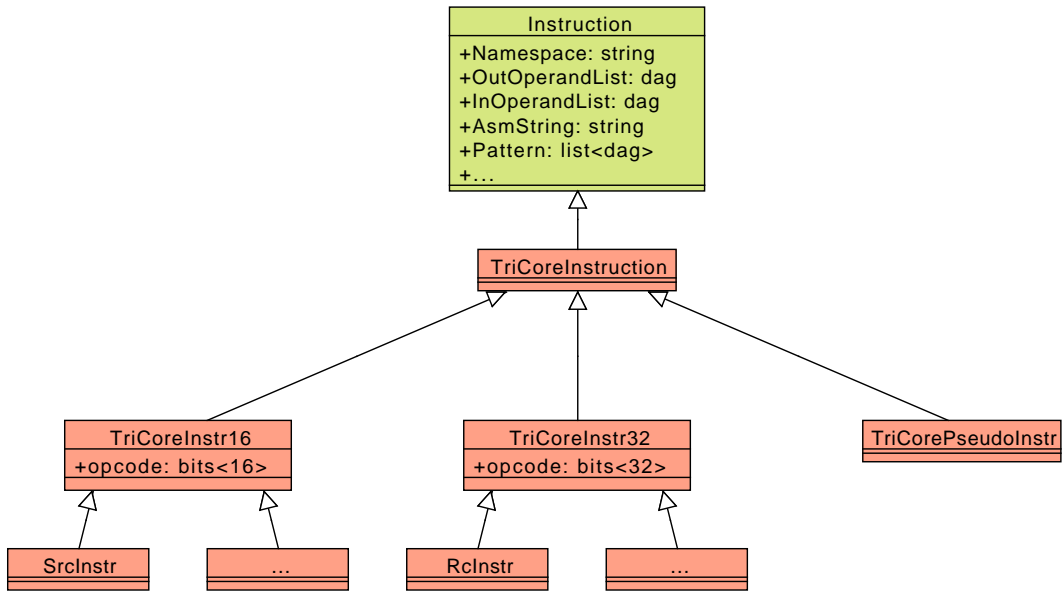 Instruction
+Namespace: string
+OutOperandList: dag
+InOperandList: dag
+AsmString: string
+Pattern: list<dag>
+...
TriCoreInstruction
TriCoreInstr16
+opcode: bits<16>
TriCoreInstr32
+opcode: bits<32>
TriCorePseudoInstr
SrcInstr
...
RcInstr
...